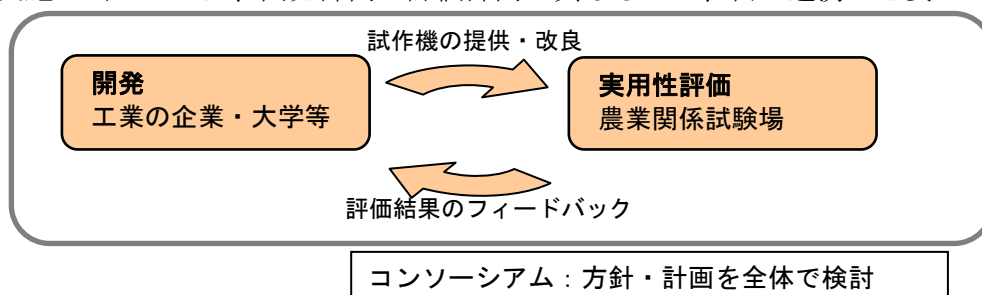 試作機の提供・改良
開発
工業の企業・大学等
実用性評価
農業関係試験場
評価結果のフィードバック
コンソーシアム：方針・計画を全体で検討